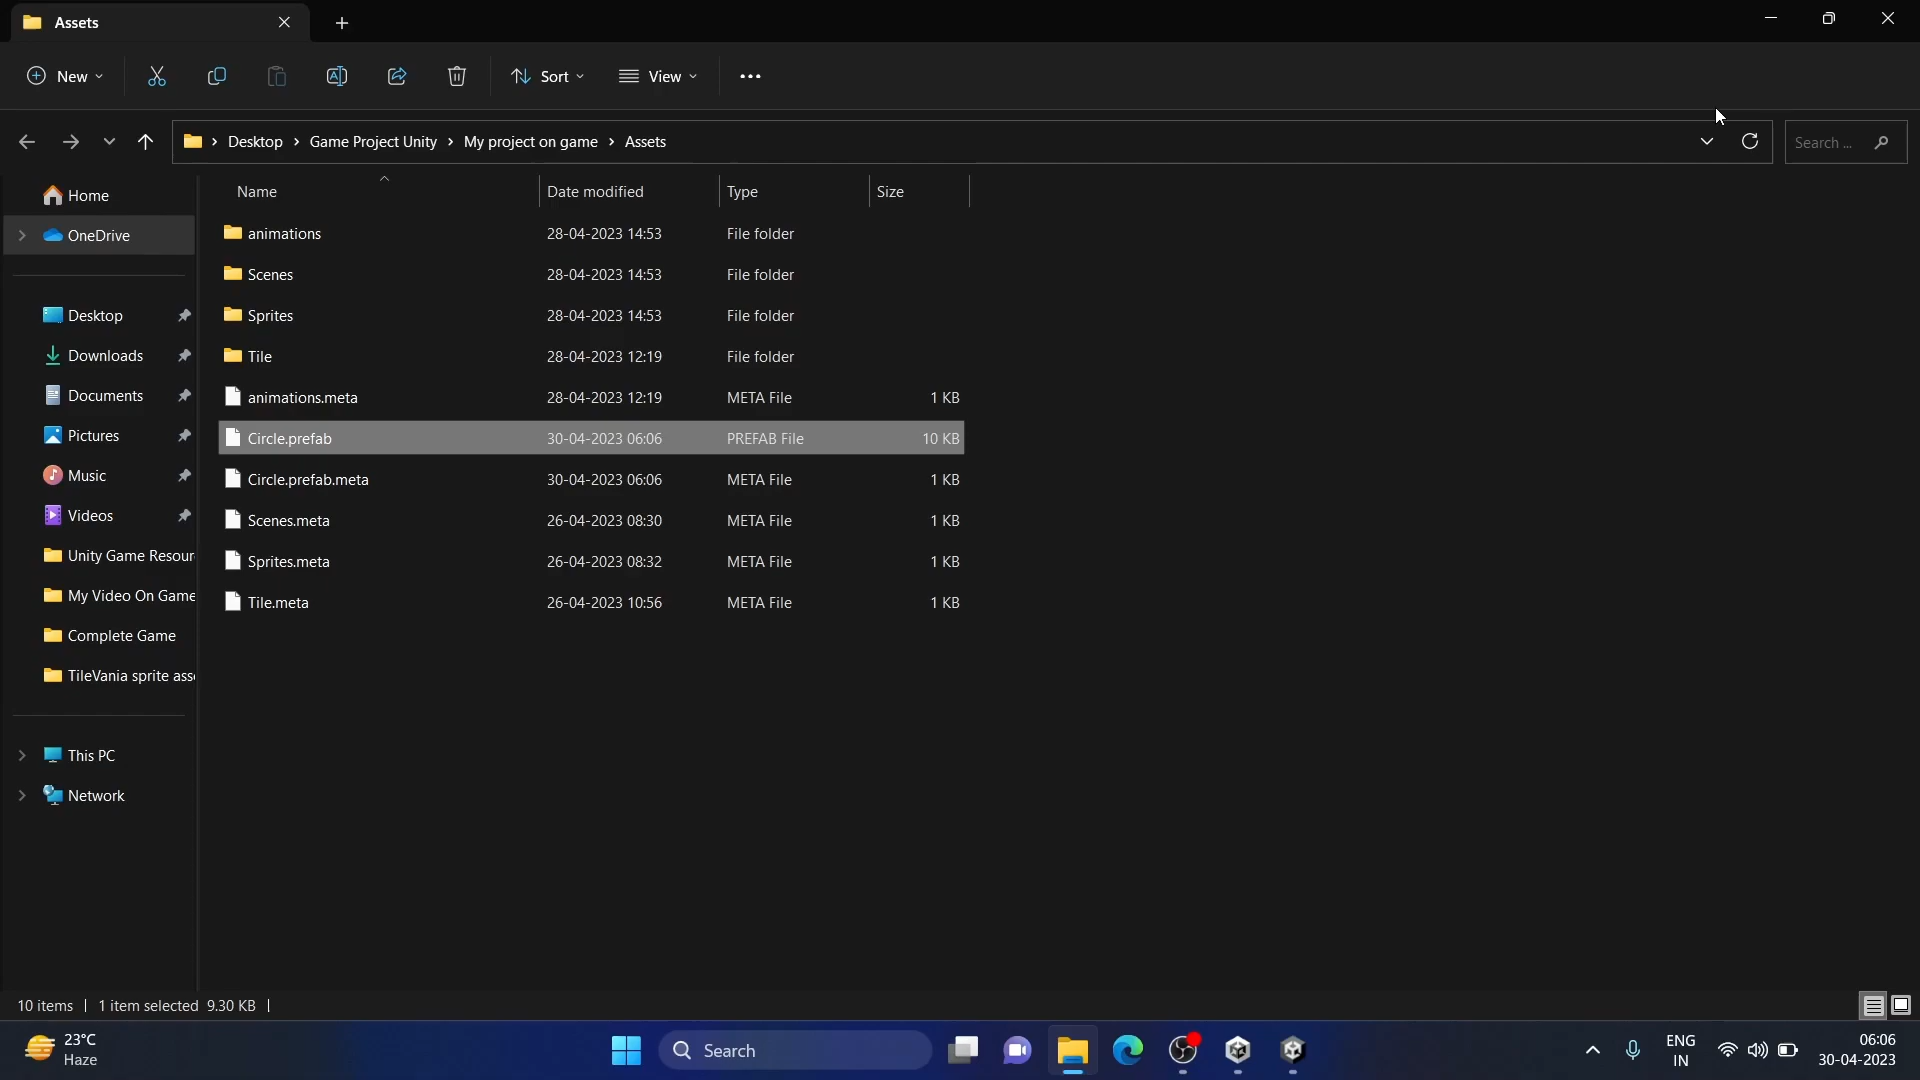 Assets
New
Sort
View
Desktop > Game Project Unity > My project on game > Assets
Search ...
Home
OneDrive
Desktop
Downloads
Documents
Pictures
Music
Videos
Unity Game Resour
My Video On Game
Complete Game
TileVania sprite ass
This PC
Network
Name Date modified Type Size
animations 28-04-2023 14:53 File folder
Scenes 28-04-2023 14:53 File folder
Sprites 28-04-2023 14:53 File folder
Tile 28-04-2023 12:19 File folder
animations.meta 28-04-2023 12:19 META File 1 KB
Circle.prefab 30-04-2023 06:06 PREFAB File 10 KB
Circle.prefab.meta 30-04-2023 06:06 META File 1 KB
Scenes.meta 26-04-2023 08:30 META File 1 KB
Sprites.meta 26-04-2023 08:32 META File 1 KB
Tile.meta 26-04-2023 10:56 META File 1 KB
10 items | 1 item selected 9.30 KB |
23°C
Haze
Search
ENG
IN
06:06
30-04-2023